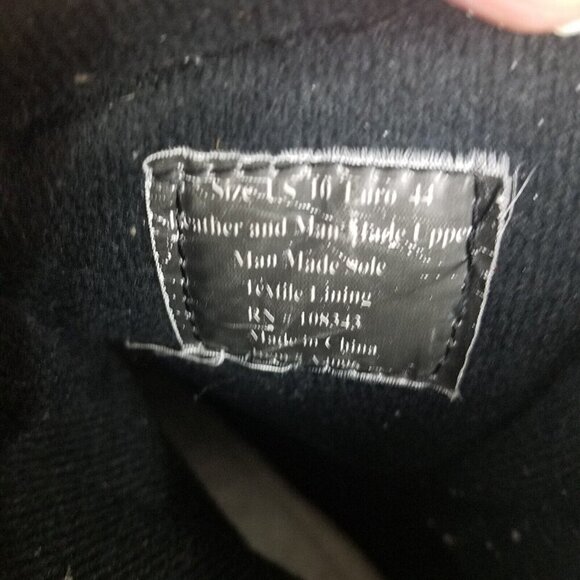 Size US 10 Euro 44
Leather and Man Made Upper
Man Made Sole
Textile Lining
RN # 108343
Made in China